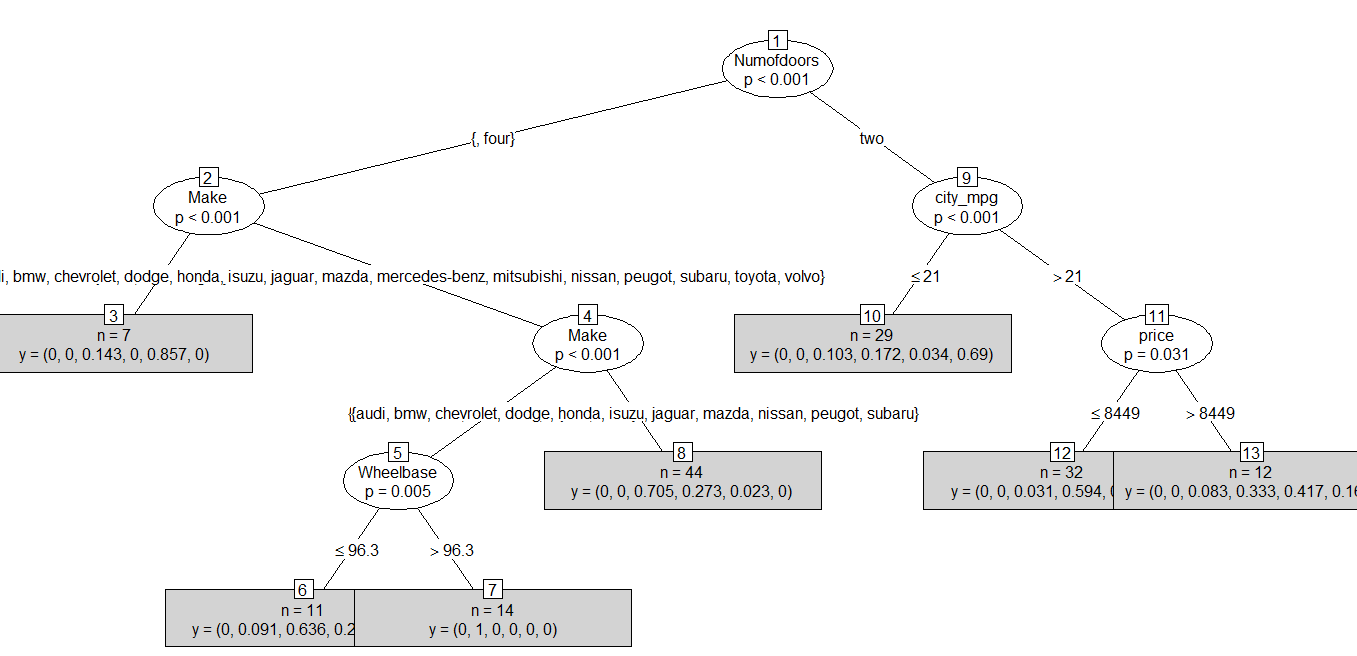 1
Numofdoors
p < 0.001
{, four}
two
2
Make
p < 0.001
9
city_mpg
p < 0.001
bmw, chevrolet, dodge, honda, isuzu, jaguar, mazda, mercedes-benz, mitsubishi, nissan, peugot, subaru, toyota, volvo}
≤ 21
> 21
3
n = 7
y = (0, 0, 0.143, 0, 0.857, 0)
4
Make
p < 0.001
10
n = 29
y = (0, 0, 0.103, 0.172, 0.034, 0.69)
11
price
p = 0.031
{{audi, bmw, chevrolet, dodge, honda, isuzu, jaguar, mazda, nissan, peugot, subaru}
≤ 8449
> 8449
5
Wheelbase
p = 0.005
8
n = 44
y = (0, 0, 0.705, 0.273, 0.023, 0)
12
n = 32
y = (0, 0, 0.031, 0.594,
13
n = 12
y = (0, 0, 0.083, 0.333, 0.417, 0.16
≤ 96.3
> 96.3
6
n = 11
y = (0, 0.091, 0.636, 0.2
7
n = 14
y = (0, 1, 0, 0, 0, 0)